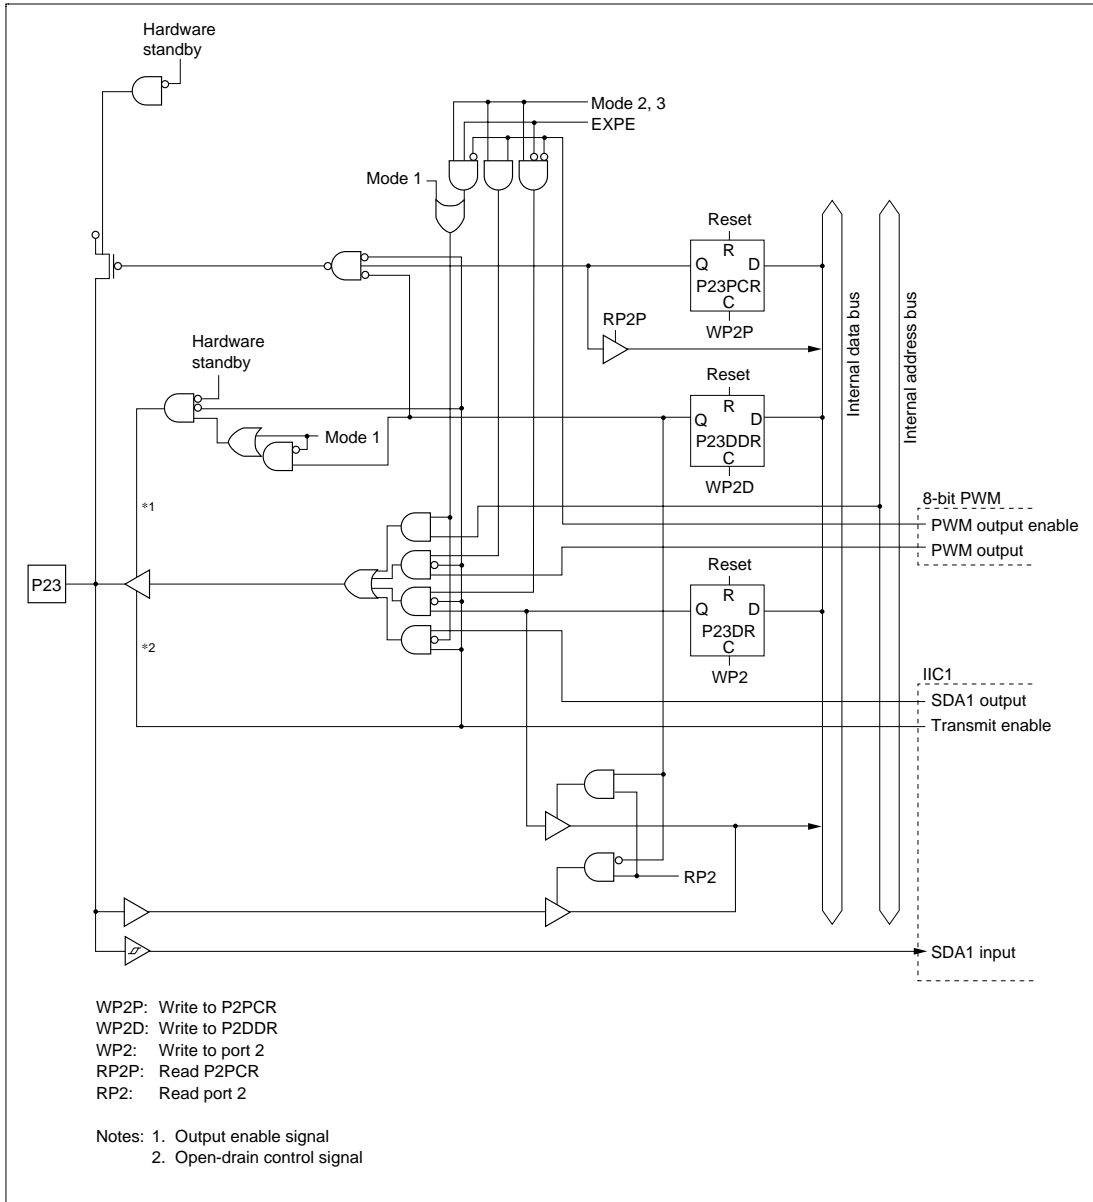 Hardware
standby
Mode 2, 3
EXPE
Mode 1
Reset
R
Q D
P23PCR
C
WP2P
RP2P
Internal data bus
Internal address bus
Hardware
standby
Mode 1
Reset
R
Q D
P23DDR
C
WP2D
*1
8-bit PWM
PWM output enable
PWM output
P23
Reset
R
Q D
P23DR
C
WP2
*2
IIC1
SDA1 output
Transmit enable
RP2
SDA1 input
WP2P: Write to P2PCR
WP2D: Write to P2DDR
WP2: Write to port 2
RP2P: Read P2PCR
RP2: Read port 2
Notes: 1. Output enable signal
2. Open-drain control signal